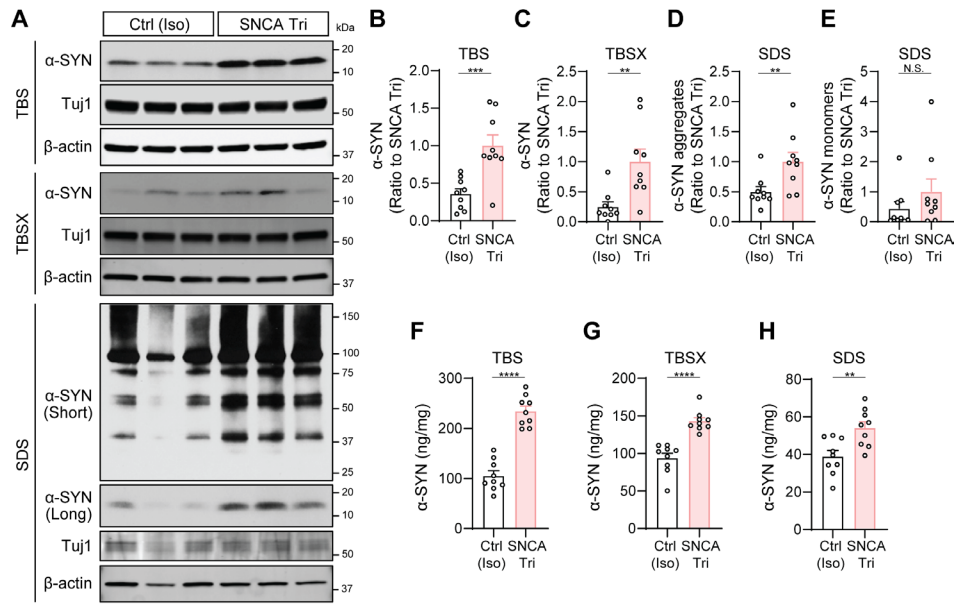 A
Ctrl (Iso)
SNCA Tri
kDa
TBS
α-SYN
20
10
Tuj1
50
β-actin
37
TBSX
α-SYN
20
10
Tuj1
50
β-actin
37
SDS
α-SYN
(Short)
150
100
75
50
37
25
α-SYN
(Long)
20
10
Tuj1
50
β-actin
37
B
TBS
***
α-SYN
(Ratio to SNCA Tri)
2.0
1.5
1.0
0.5
0.0
Ctrl SNCA
(Iso) Tri
C
TBSX
**
α-SYN
(Ratio to SNCA Tri)
2.5
2.0
1.5
1.0
0.5
0.0
Ctrl SNCA
(Iso) Tri
D
SDS
**
α-SYN aggregates
(Ratio to SNCA Tri)
2.5
2.0
1.5
1.0
0.5
0.0
Ctrl SNCA
(Iso) Tri
E
SDS
N.S.
α-SYN monomers
(Ratio to SNCA Tri)
5
4
3
2
1
0
Ctrl SNCA
(Iso) Tri
F
TBS
****
α-SYN (ng/mg)
300
200
100
0
Ctrl SNCA
(Iso) Tri
G
TBSX
****
α-SYN (ng/mg)
200
150
100
50
0
Ctrl SNCA
(Iso) Tri
H
SDS
**
α-SYN (ng/mg)
80
60
40
20
0
Ctrl SNCA
(Iso) Tri